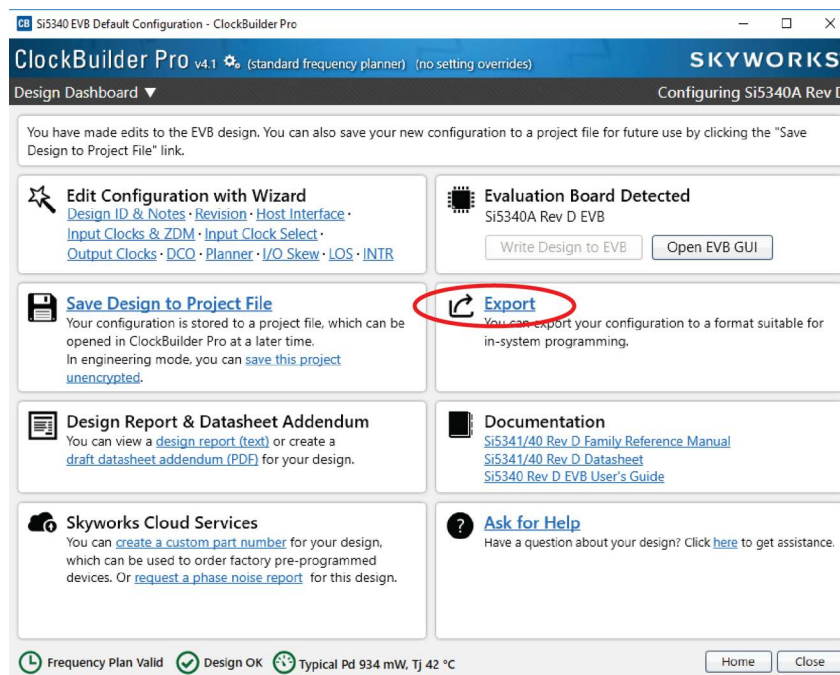 CB Si5340 EVB Default Configuration - ClockBuilder Pro
ClockBuilder Pro v4.1 (standard frequency planner) (no setting overrides) SKYWORKS
Design Dashboard ▼ Configuring Si5340A Rev D
You have made edits to the EVB design. You can also save your new configuration to a project file for future use by clicking the "Save
Design to Project File" link.
Edit Configuration with Wizard
Design ID & Notes · Revision · Host Interface ·
Input Clocks & ZDM · Input Clock Select ·
Output Clocks · DCO · Planner · I/O Skew · LOS · INTR
Evaluation Board Detected
Si5340A Rev D EVB
Write Design to EVB Open EVB GUI
Save Design to Project File
Your configuration is stored to a project file, which can be
opened in ClockBuilder Pro at a later time.
In engineering mode, you can save this project
unencrypted.
Export
You can export your configuration to a format suitable for
in-system programming.
Design Report & Datasheet Addendum
You can view a design report (text) or create a
draft datasheet addendum (PDF) for your design.
Documentation
Si5341/40 Rev D Family Reference Manual
Si5341/40 Rev D Datasheet
Si5340 Rev D EVB User's Guide
Skyworks Cloud Services
You can create a custom part number for your design,
which can be used to order factory pre-programmed
devices. Or request a phase noise report for this design.
? Ask for Help
Have a question about your design? Click here to get assistance.
Frequency Plan Valid Design OK Typical Pd 934 mW, Tj 42 °C Home Close